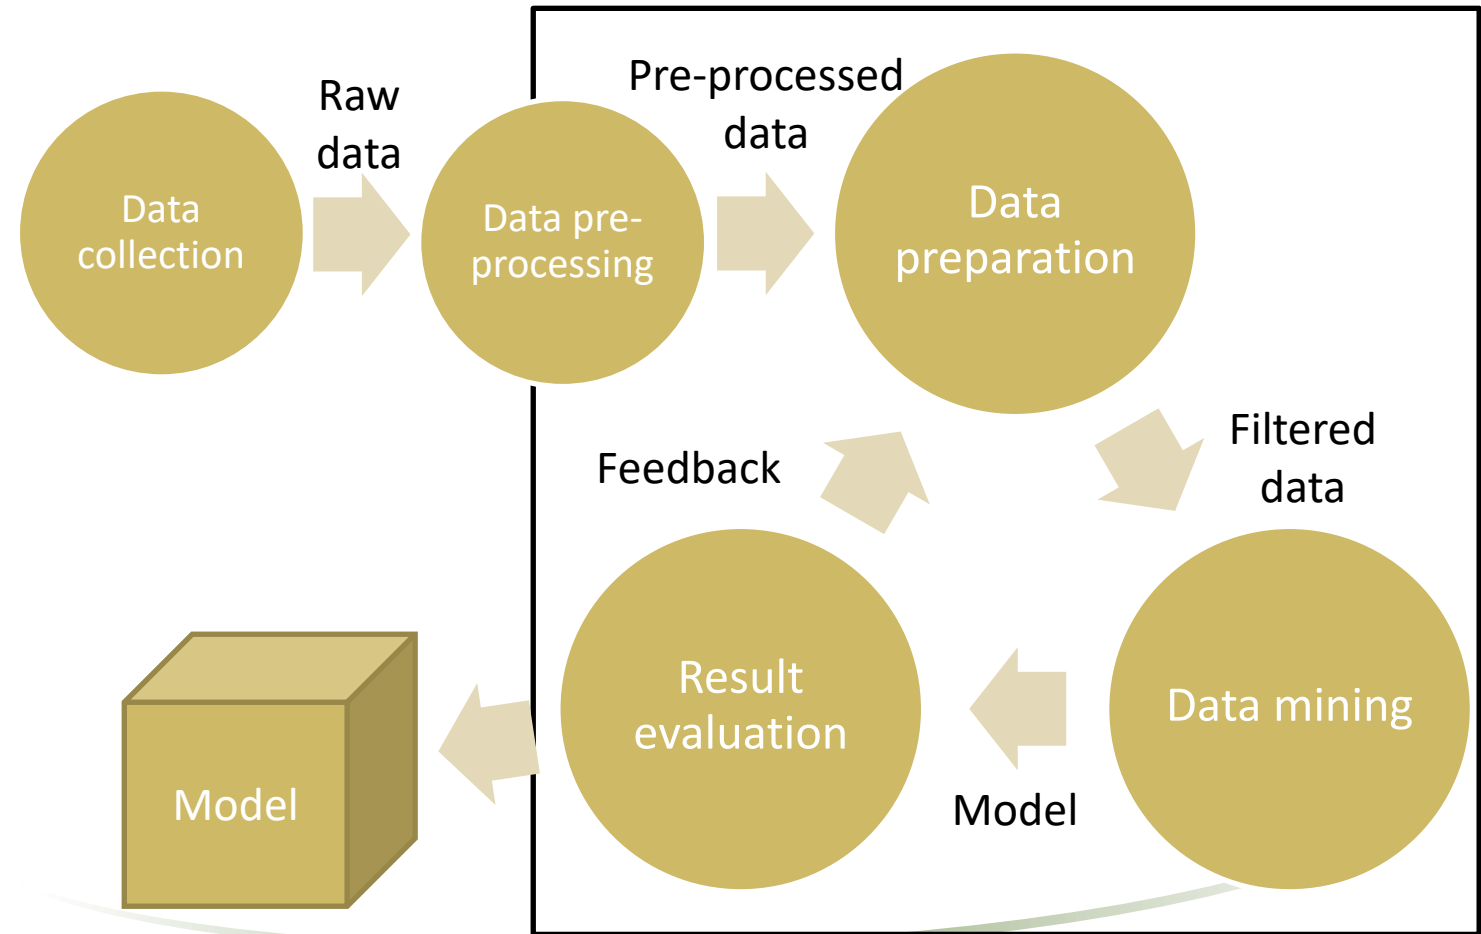 Data
collection
Raw
data
Data pre-
processing
Pre-processed
data
Data
preparation
Filtered
data
Data mining
Model
Result
evaluation
Feedback
Model